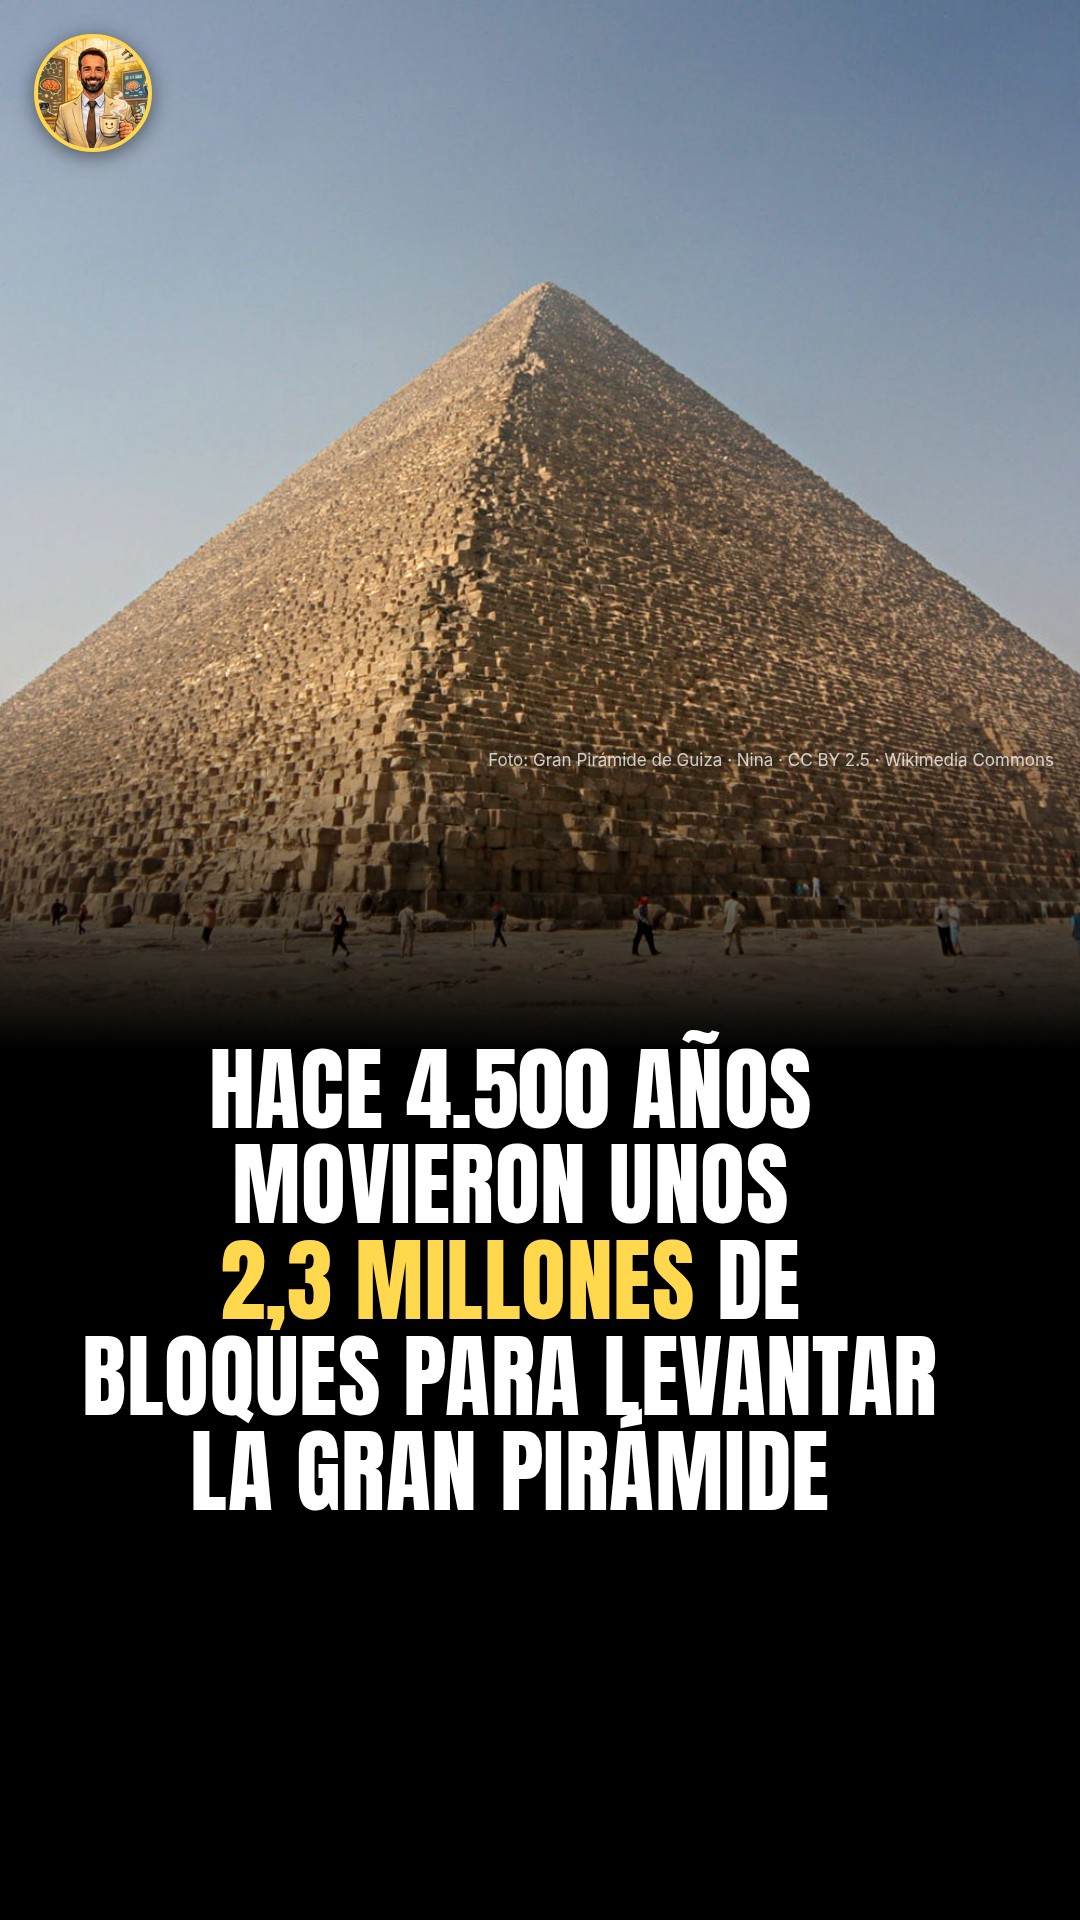 Foto: Gran Pirámide de Guiza · Nina · CC BY 2.5 · Wikimedia Commons
HACE 4.500 AÑOS
MOVIERON UNOS
2,3 MILLONES DE
BLOQUES PARA LEVANTAR
LA GRAN PIRÁMIDE